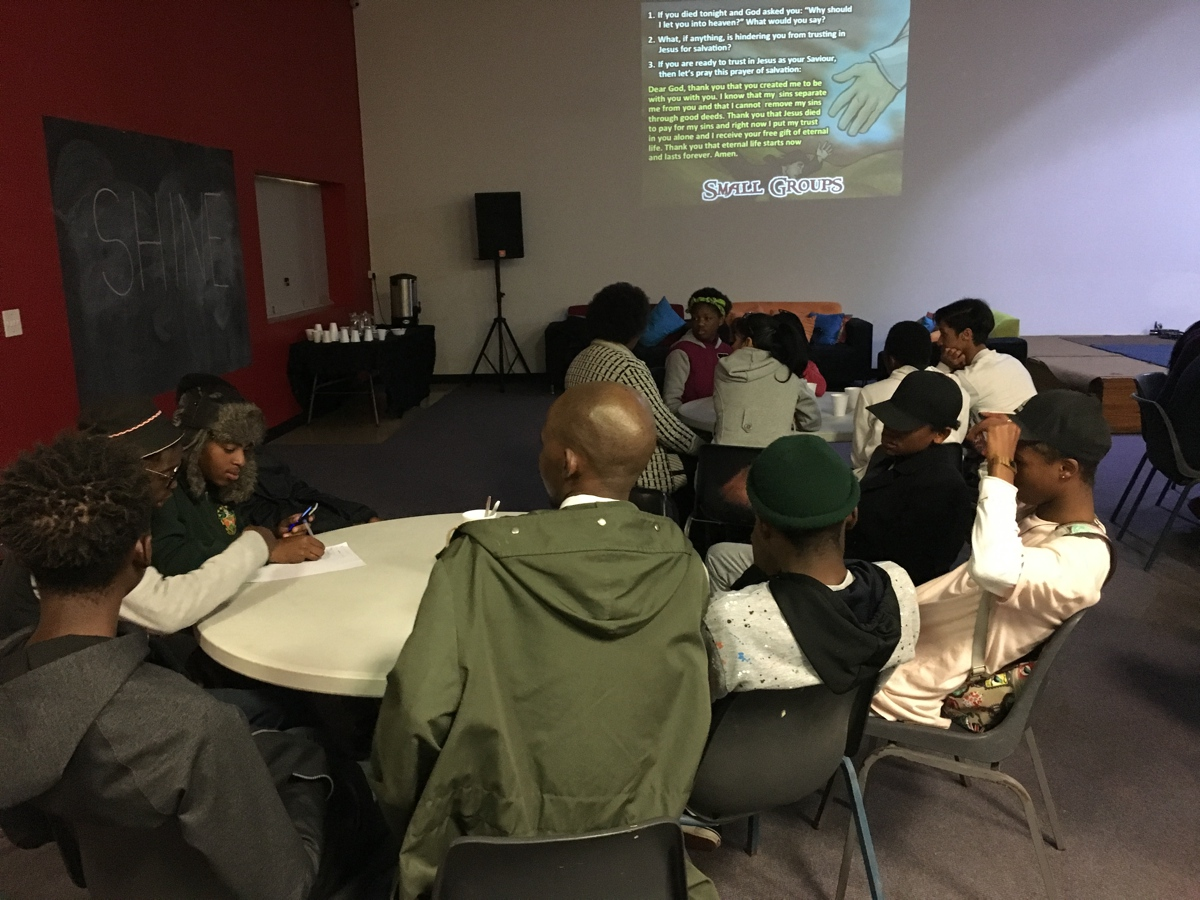 1. If you died tonight and God asked you: "Why should
I let you into heaven?" What would you say?
2. What, if anything, is hindering you from trusting in
Jesus for salvation?
3. If you are ready to trust in Jesus as your Saviour,
then let's pray this prayer of salvation:
Dear God, thank you that you created me to be
with you with you. I know that my sins separate
me from you and that I cannot remove my sins
through good deeds. Thank you that Jesus died
to pay for my sins and right now I put my trust
in you alone and I receive your free gift of eternal
life. Thank you that eternal life starts now
and lasts forever. Amen.
SMALL GROUPS
SHINE